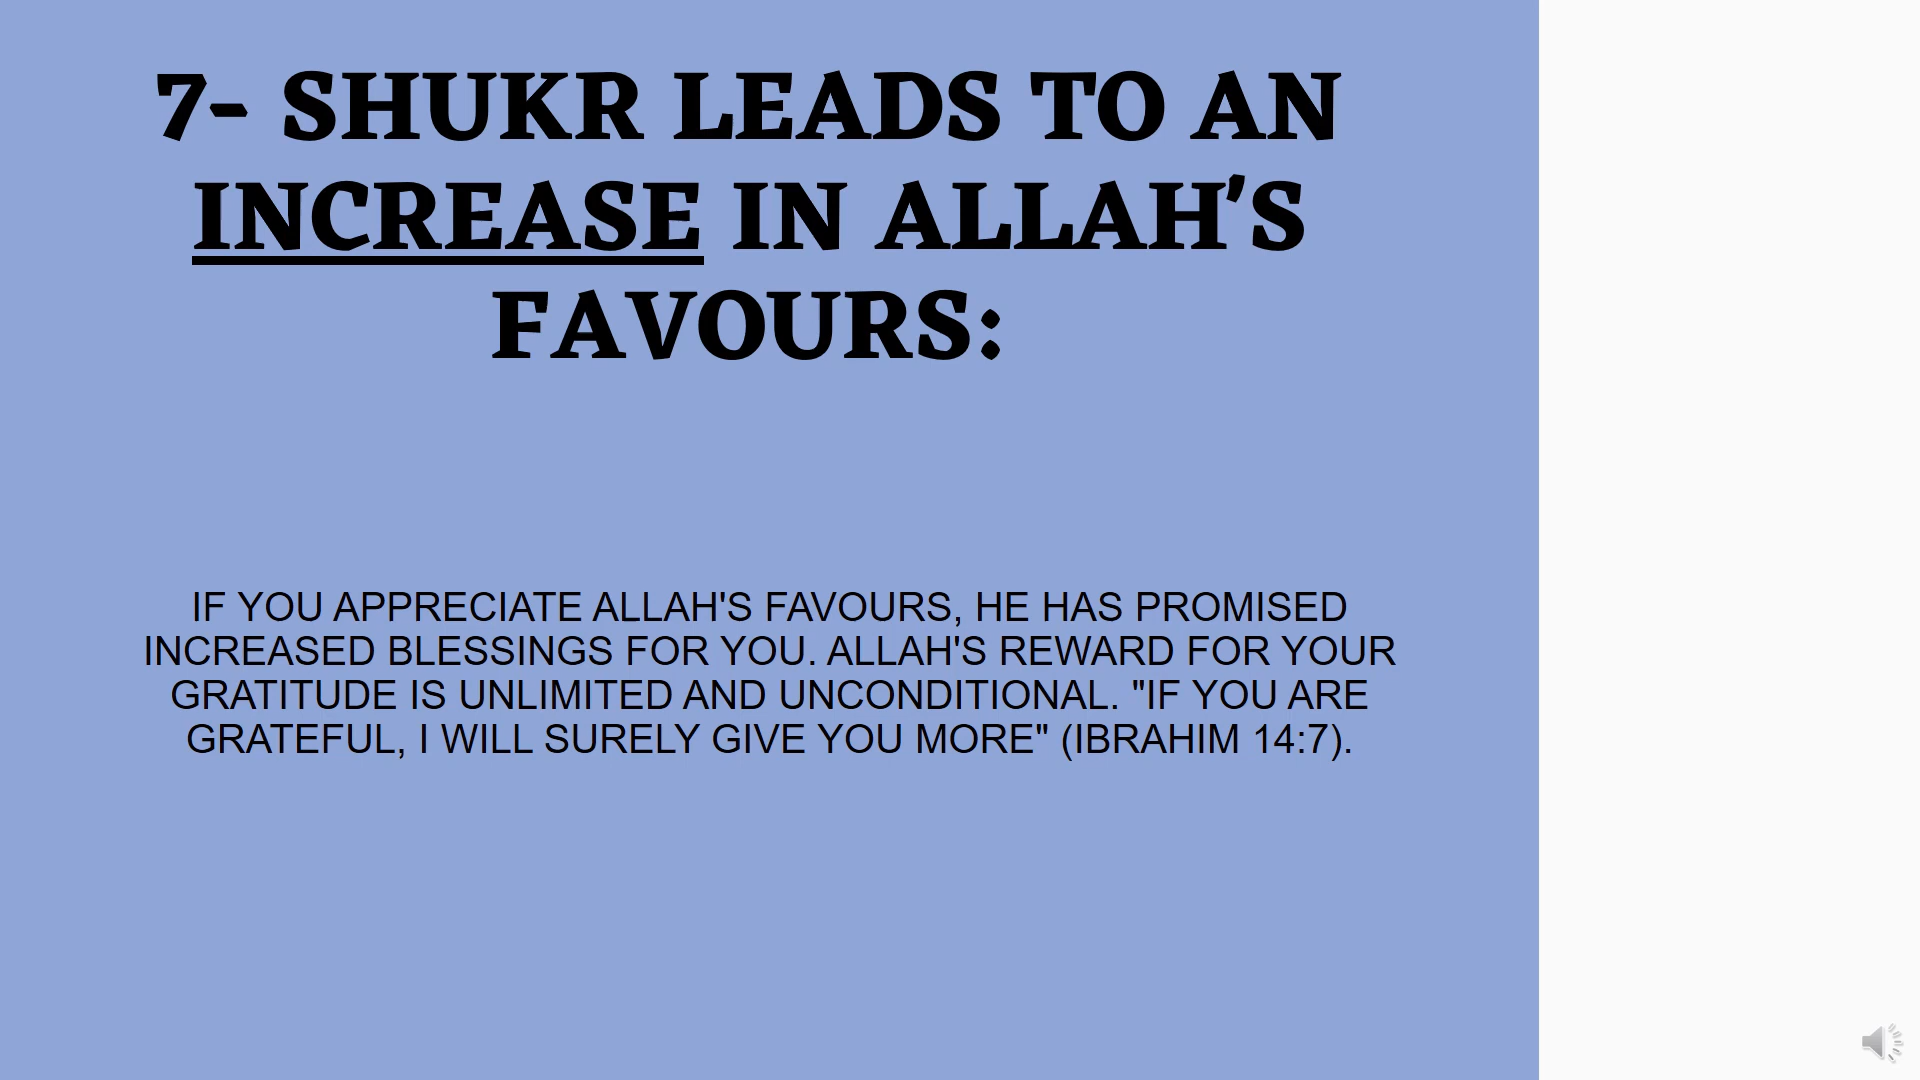 7- SHUKR LEADS TO AN
INCREASE IN ALLAH'S
FAVOURS:
IF YOU APPRECIATE ALLAH'S FAVOURS, HE HAS PROMISED
INCREASED BLESSINGS FOR YOU. ALLAH'S REWARD FOR YOUR
GRATITUDE IS UNLIMITED AND UNCONDITIONAL. "IF YOU ARE
GRATEFUL, I WILL SURELY GIVE YOU MORE" (IBRAHIM 14:7).